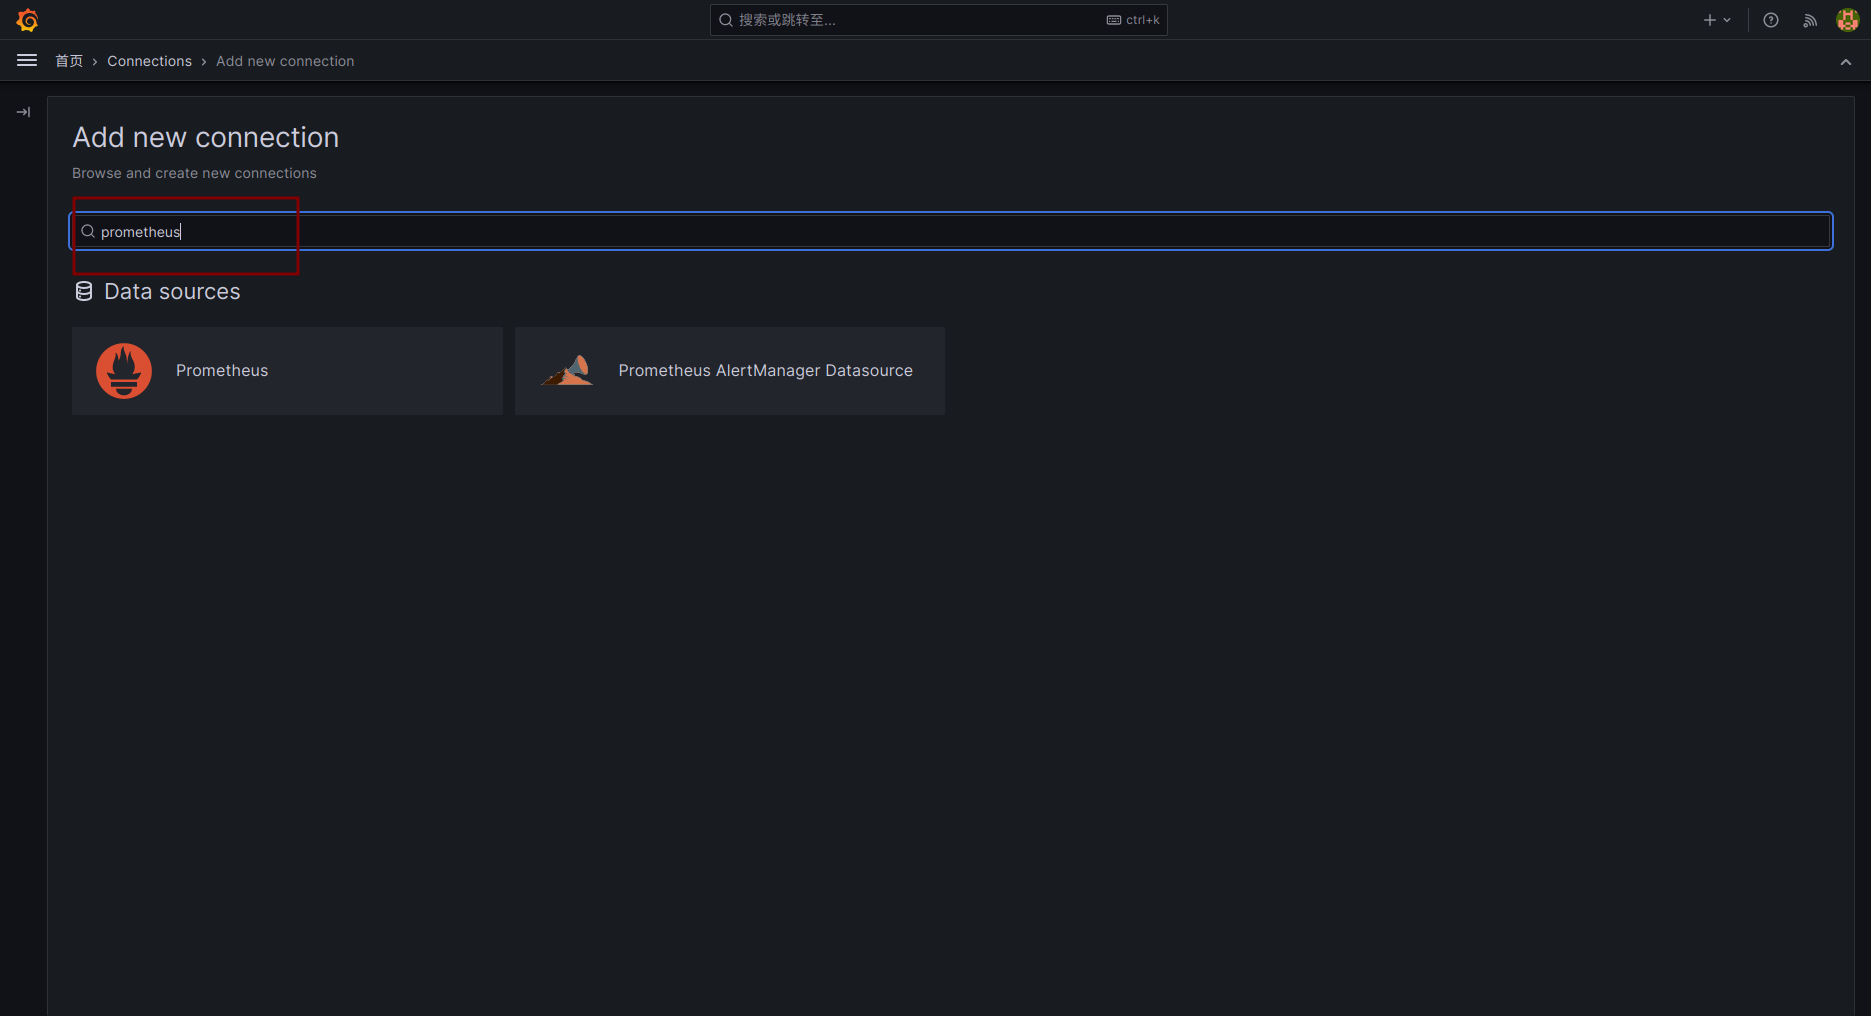 搜索或跳转至...
ctrl+k
首页 › Connections › Add new connection
Add new connection
Browse and create new connections
prometheus
Data sources
Prometheus
Prometheus AlertManager Datasource